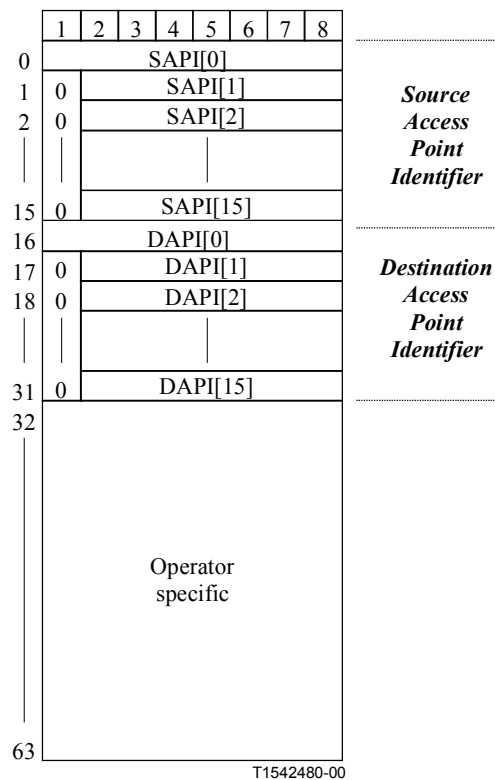 1 2 3 4 5 6 7 8
0 SAPI[0]
1 0 SAPI[1]
2 0 SAPI[2]
15 0 SAPI[15]
Source
Access
Point
Identifier
16 DAPI[0]
17 0 DAPI[1]
18 0 DAPI[2]
31 0 DAPI[15]
Destination
Access
Point
Identifier
32
Operator
specific
63
T1542480-00